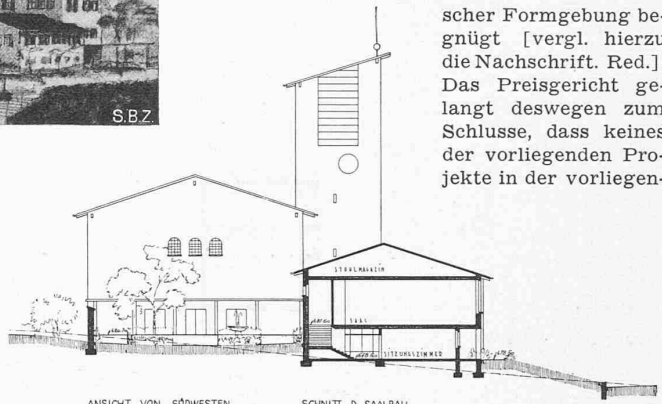 scher Formgebung be-
gnügt [vergl. hierzu
die Nachschrift. Red.]
Das Preisgericht ge-
langt deswegen zum
Schlusse, dass keines
der vorliegenden Pro-
jekte in der vorliegen-
S.B.Z.
STUHLMAGAZIN
SAAL
SITZUNGSZIMMER
ANSICHT VON SÜDWESTEN
SCHNITT D. SAALBAU